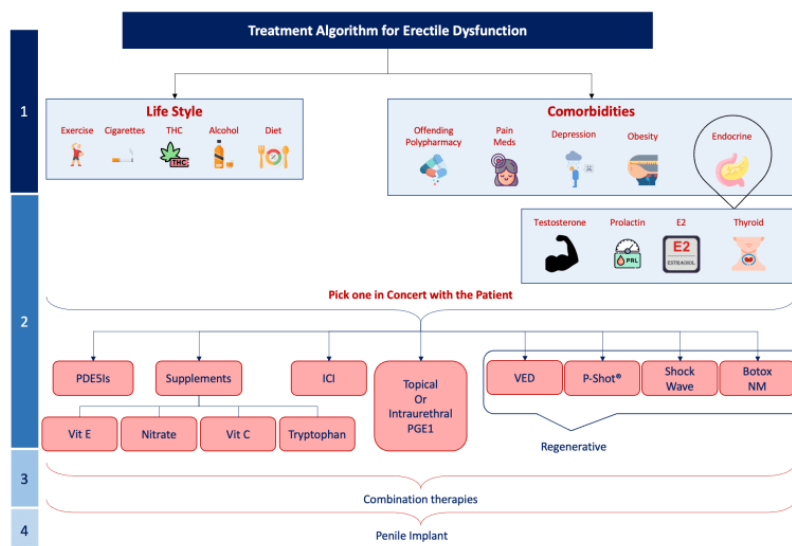 Treatment Algorithm for Erectile Dysfunction
1
Life Style
Exercise Cigarettes THC Alcohol Diet
THC
Comorbidities
Offending Polypharmacy
Pain Meds
Depression
Obesity
Endocrine
2
Testosterone Prolactin E2 Thyroid
PRL
E2
ESTRADIOL
Pick one in Concert with the Patient
PDE5Is
Supplements
ICI
Topical
Or
Intraurethral
PGE1
VED
P-Shot®
Shock
Wave
Botox
NM
Vit E
Nitrate
Vit C
Tryptophan
Regenerative
3
Combination therapies
4
Penile Implant